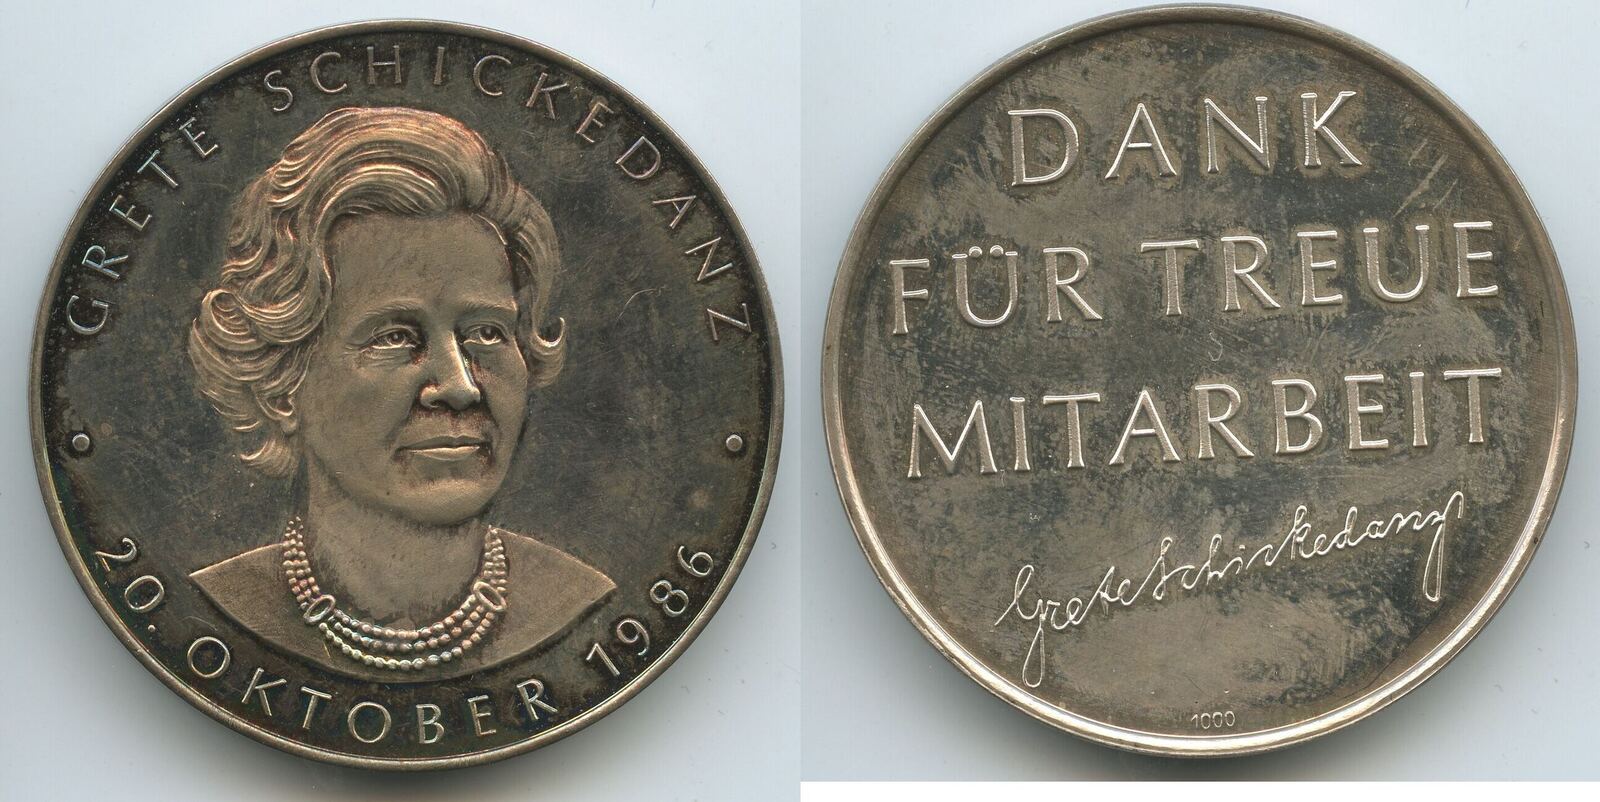 GRETE SCHICKEDANZ
20. OKTOBER 1986
DANK
FÜR TREUE
MITARBEIT
Grete Schickedanz
1000